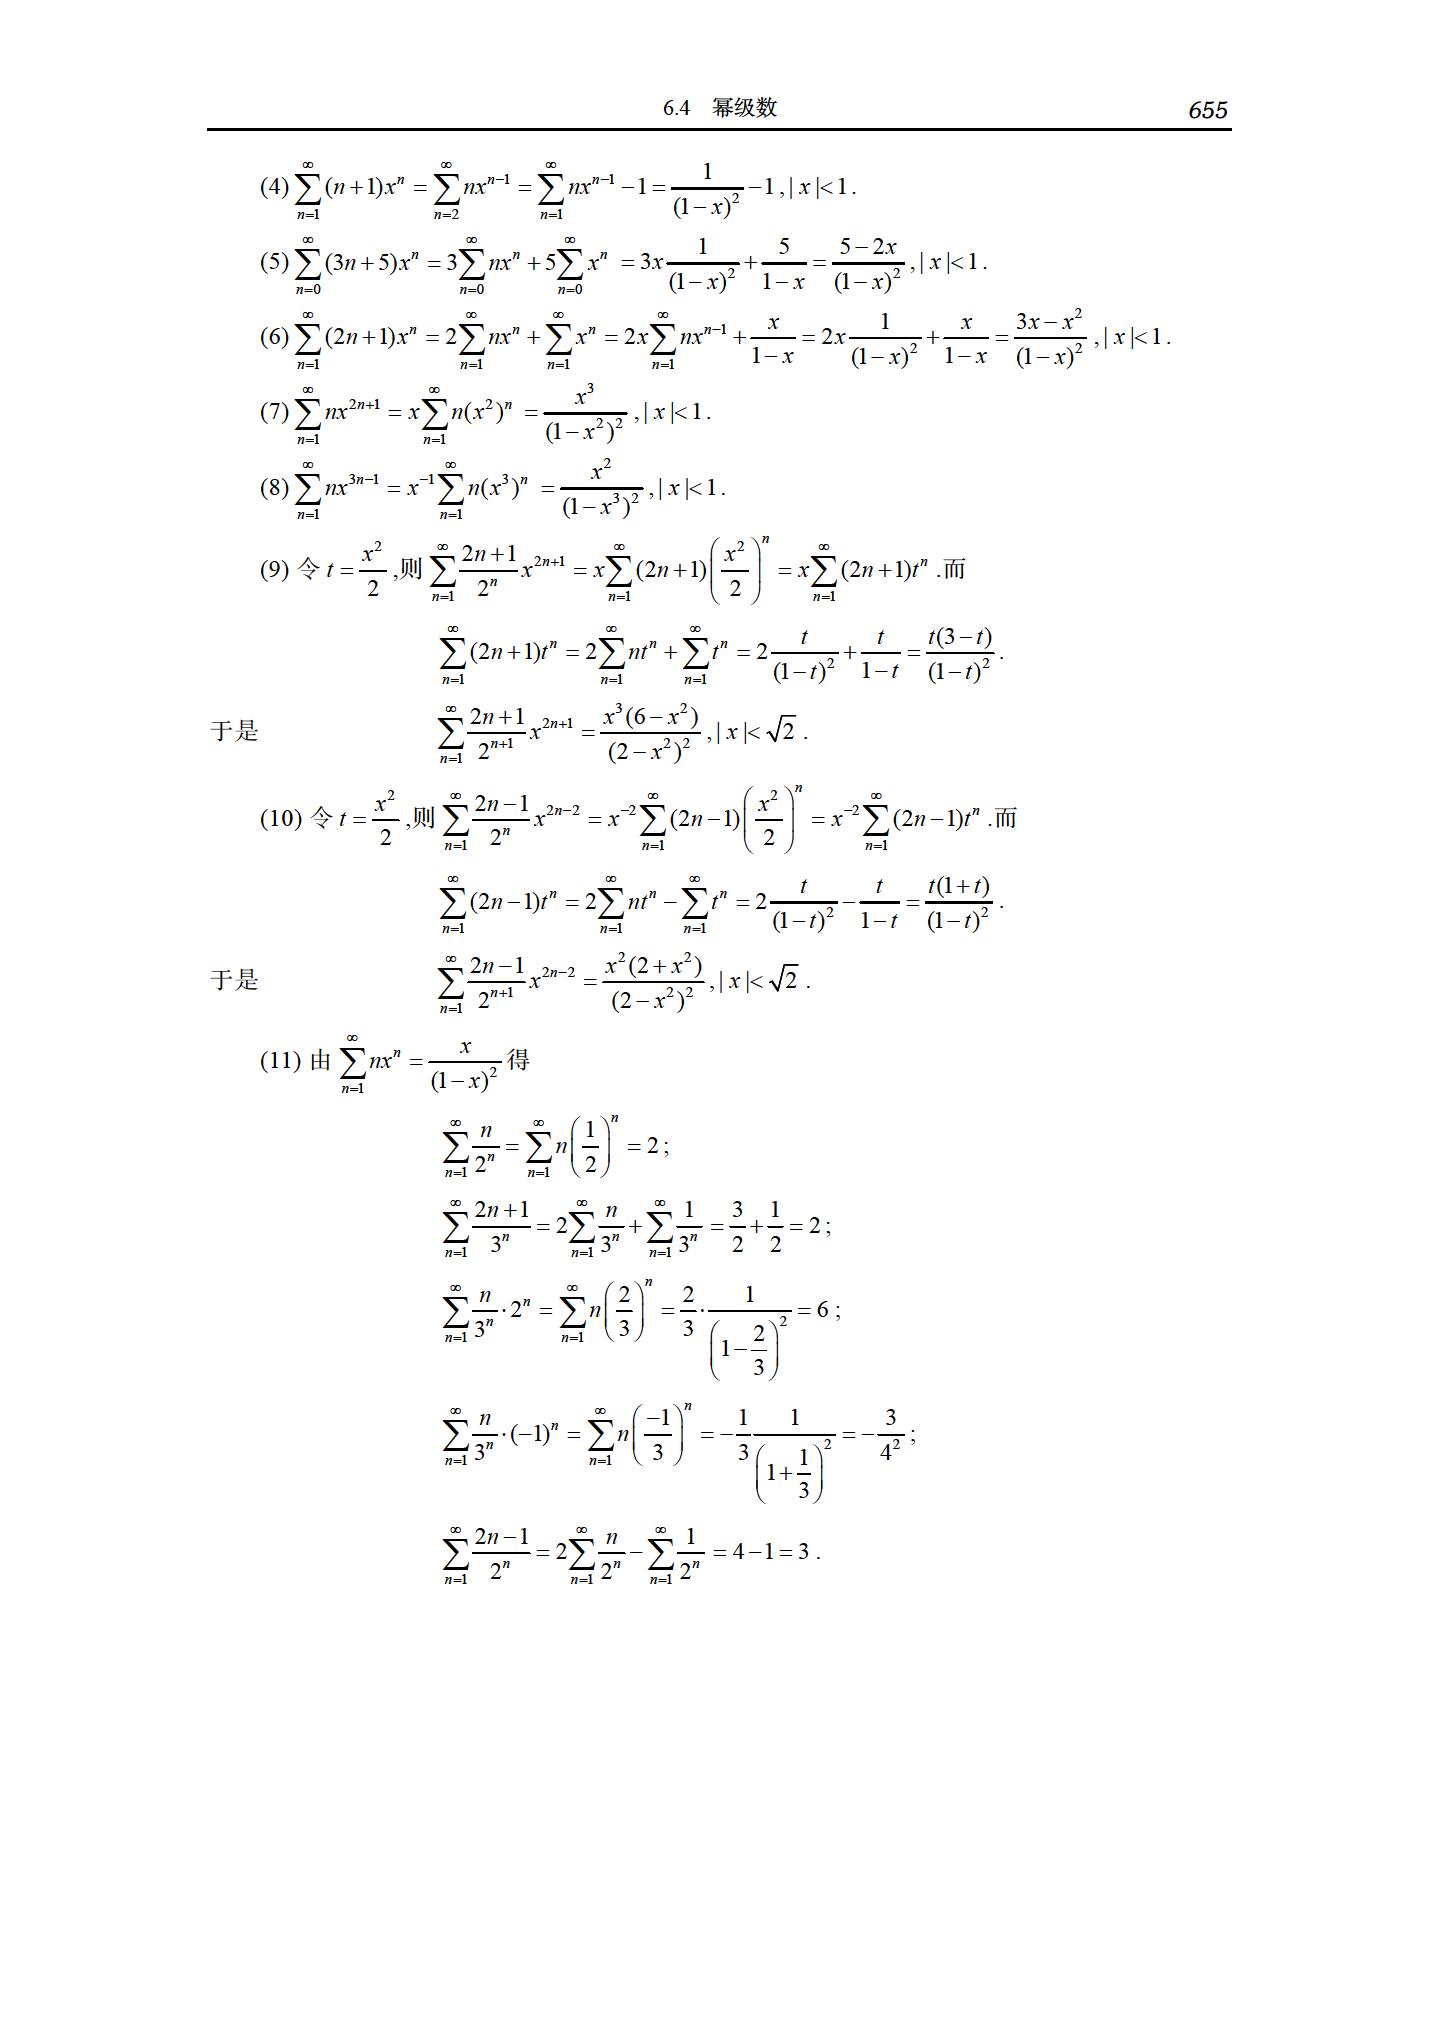 6.4 幂级数 655
(4) $\sum_{n=1}^{\infty}(n+1)x^n=\sum_{n=2}^{\infty}nx^{n-1}=\sum_{n=1}^{\infty}nx^{n-1}-1=\frac{1}{(1-x)^2}-1,|x|<1.$
(5) $\sum_{n=0}^{\infty}(3n+5)x^n=3\sum_{n=0}^{\infty}nx^n+5\sum_{n=0}^{\infty}x^n=3x\frac{1}{(1-x)^2}+\frac{5}{1-x}=\frac{5-2x}{(1-x)^2},|x|<1.$
(6) $\sum_{n=1}^{\infty}(2n+1)x^n=2\sum_{n=1}^{\infty}nx^n+\sum_{n=1}^{\infty}x^n=2x\sum_{n=1}^{\infty}nx^{n-1}+\frac{x}{1-x}=2x\frac{1}{(1-x)^2}+\frac{x}{1-x}=\frac{3x-x^2}{(1-x)^2},|x|<1.$
(7) $\sum_{n=1}^{\infty}nx^{2n+1}=x\sum_{n=1}^{\infty}n(x^2)^n=\frac{x^3}{(1-x^2)^2},|x|<1.$
(8) $\sum_{n=1}^{\infty}nx^{3n-1}=x^{-1}\sum_{n=1}^{\infty}n(x^3)^n=\frac{x^2}{(1-x^3)^2},|x|<1.$
(9) 令 $t=\frac{x^2}{2}$,则 $\sum_{n=1}^{\infty}\frac{2n+1}{2^n}x^{2n+1}=x\sum_{n=1}^{\infty}(2n+1)\left(\frac{x^2}{2}\right)^n=x\sum_{n=1}^{\infty}(2n+1)t^n$.而
$\sum_{n=1}^{\infty}(2n+1)t^n=2\sum_{n=1}^{\infty}nt^n+\sum_{n=1}^{\infty}t^n=2\frac{t}{(1-t)^2}+\frac{t}{1-t}=\frac{t(3-t)}{(1-t)^2}.$
于是 $\sum_{n=1}^{\infty}\frac{2n+1}{2^{n+1}}x^{2n+1}=\frac{x^3(6-x^2)}{(2-x^2)^2},|x|<\sqrt{2}.$
(10) 令 $t=\frac{x^2}{2}$,则 $\sum_{n=1}^{\infty}\frac{2n-1}{2^n}x^{2n-2}=x^{-2}\sum_{n=1}^{\infty}(2n-1)\left(\frac{x^2}{2}\right)^n=x^{-2}\sum_{n=1}^{\infty}(2n-1)t^n$.而
$\sum_{n=1}^{\infty}(2n-1)t^n=2\sum_{n=1}^{\infty}nt^n-\sum_{n=1}^{\infty}t^n=2\frac{t}{(1-t)^2}-\frac{t}{1-t}=\frac{t(1+t)}{(1-t)^2}.$
于是 $\sum_{n=1}^{\infty}\frac{2n-1}{2^{n+1}}x^{2n-2}=\frac{x^2(2+x^2)}{(2-x^2)^2},|x|<\sqrt{2}.$
(11) 由 $\sum_{n=1}^{\infty}nx^n=\frac{x}{(1-x)^2}$ 得
$\sum_{n=1}^{\infty}\frac{n}{2^n}=\sum_{n=1}^{\infty}n\left(\frac{1}{2}\right)^n=2;$
$\sum_{n=1}^{\infty}\frac{2n+1}{3^n}=2\sum_{n=1}^{\infty}\frac{n}{3^n}+\sum_{n=1}^{\infty}\frac{1}{3^n}=\frac{3}{2}+\frac{1}{2}=2;$
$\sum_{n=1}^{\infty}\frac{n}{3^n}\cdot 2^n=\sum_{n=1}^{\infty}n\left(\frac{2}{3}\right)^n=\frac{2}{3}\cdot\frac{1}{\left(1-\frac{2}{3}\right)^2}=6;$
$\sum_{n=1}^{\infty}\frac{n}{3^n}\cdot(-1)^n=\sum_{n=1}^{\infty}n\left(\frac{-1}{3}\right)^n=-\frac{1}{3}\frac{1}{\left(1+\frac{1}{3}\right)^2}=-\frac{3}{4^2};$
$\sum_{n=1}^{\infty}\frac{2n-1}{2^n}=2\sum_{n=1}^{\infty}\frac{n}{2^n}-\sum_{n=1}^{\infty}\frac{1}{2^n}=4-1=3.$